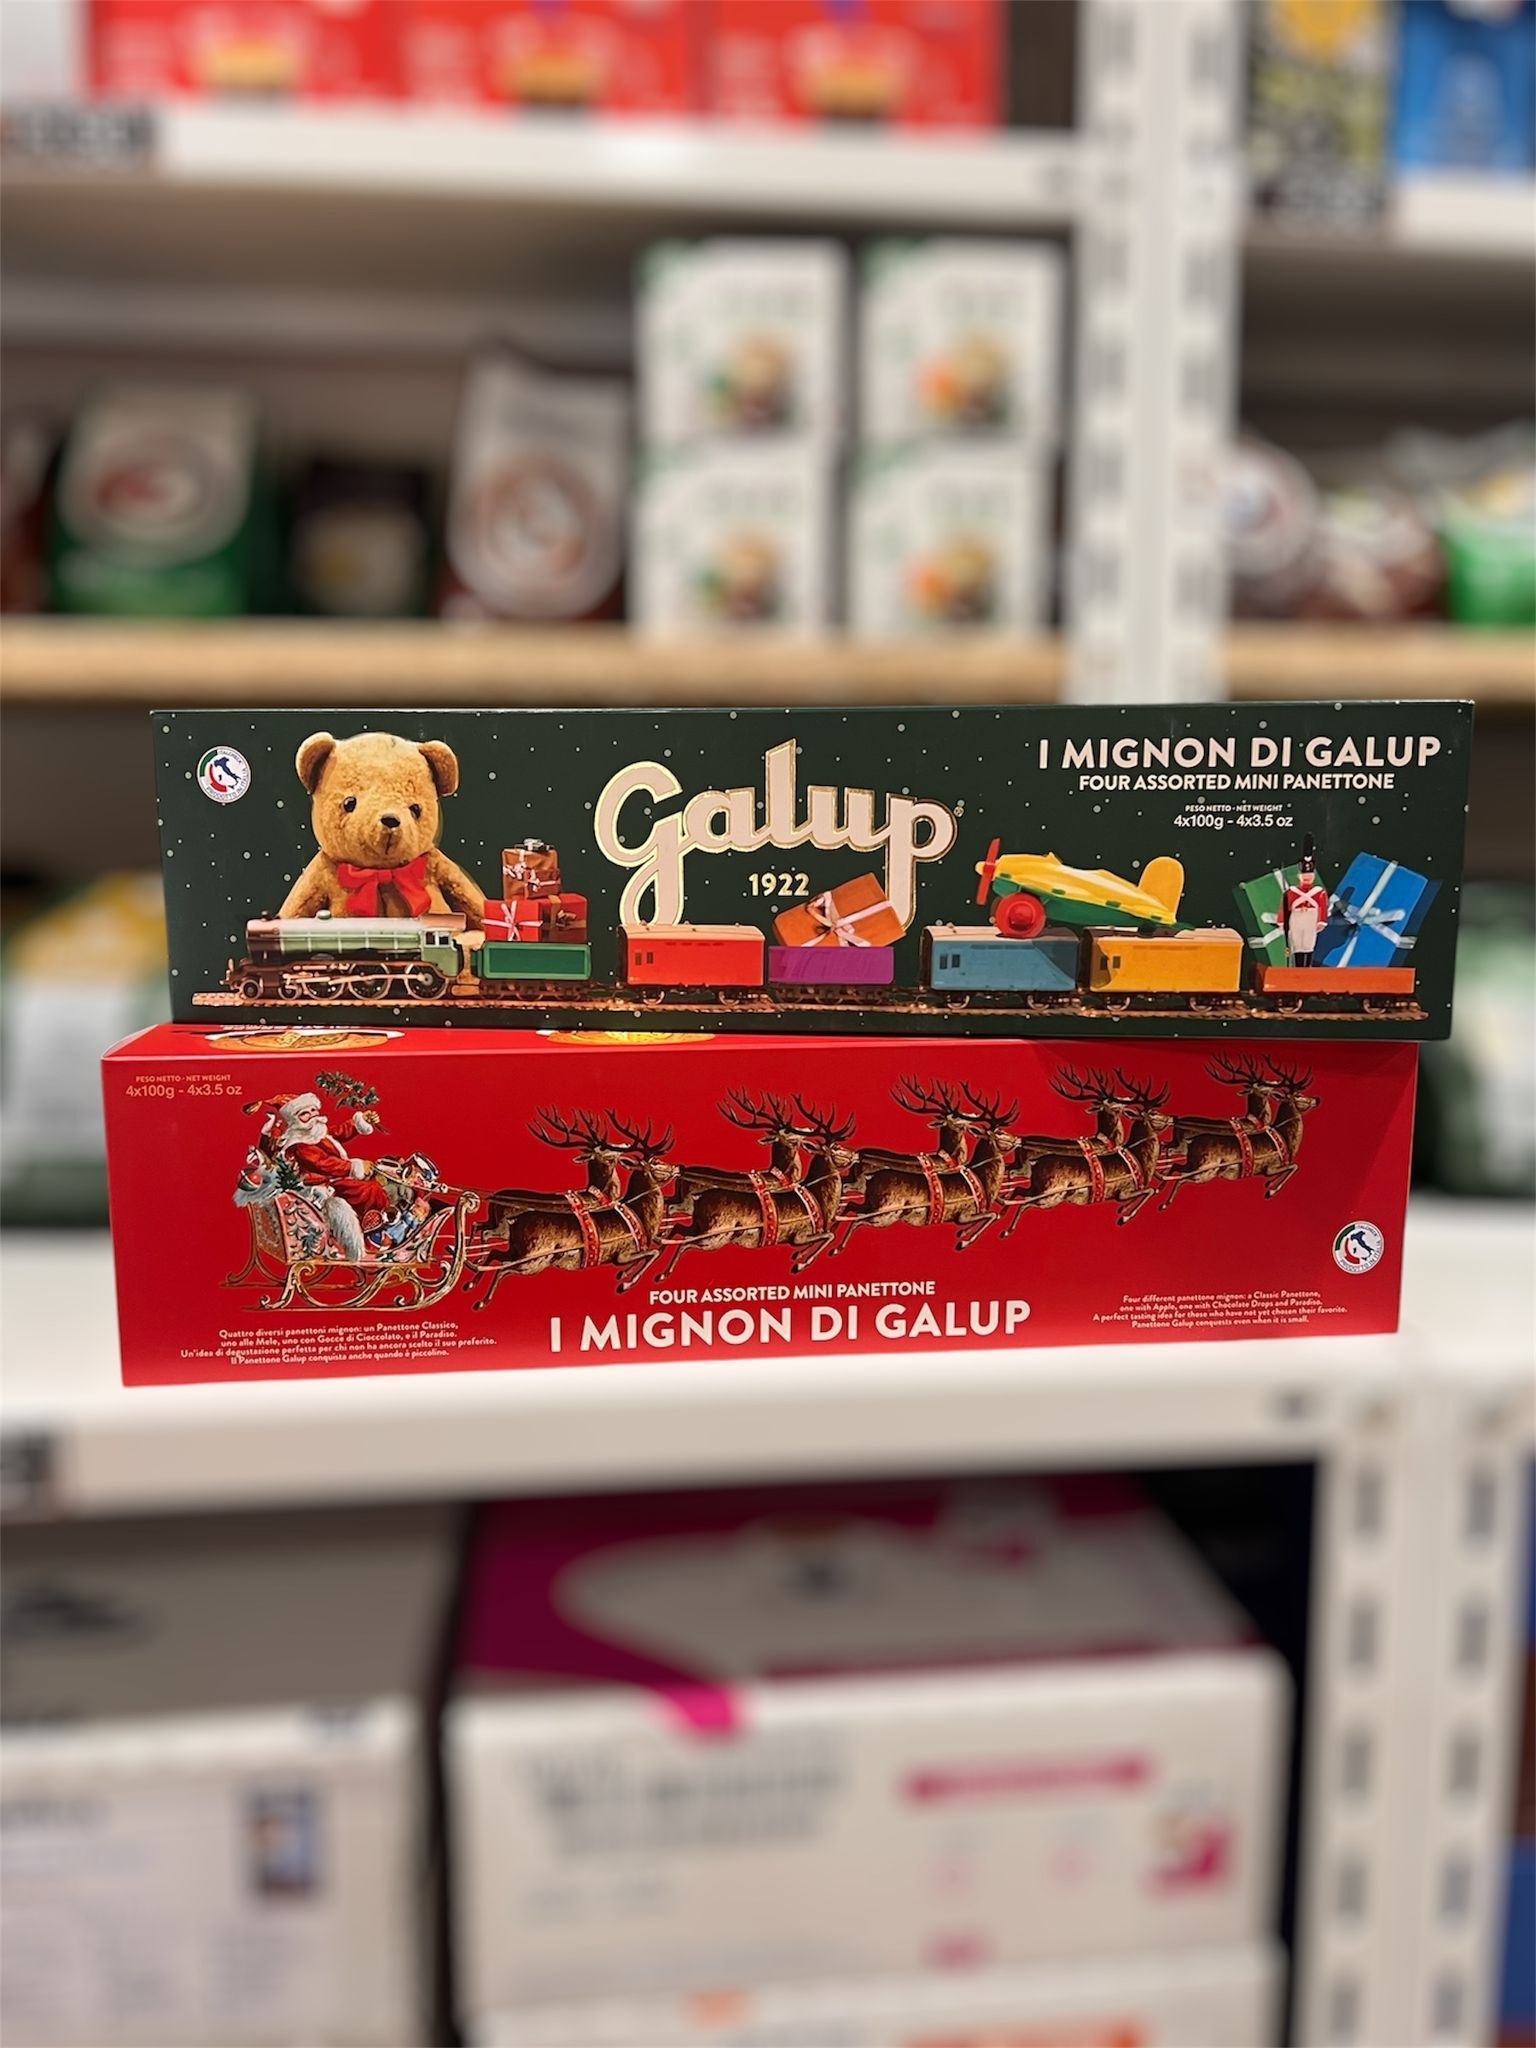 I MIGNON DI GALUP
FOUR ASSORTED MINI PANETTONE
PESO NETTO - NET WEIGHT
4x100g - 4x3.5 oz
Galup
1922
PESO NETTO - NET WEIGHT
4x100g - 4x3.5 oz
FOUR ASSORTED MINI PANETTONE
I MIGNON DI GALUP
Quattro diversi panettoni mignon: un Panettone Classico,
uno alle Mele, uno con Gocce di Cioccolato, e il Paradiso.
Un'idea di degustazione perfetta per chi non ha ancora scelto il suo preferito.
Il Panettone Galup conquista anche quando è piccolino.
Four different panettone mignon: a Classic Panettone,
one with Apple, one with Chocolate Drops and Paradiso.
A perfect tasting idea for those who have not yet chosen their favorite.
Panettone Galup conquests even when it is small.